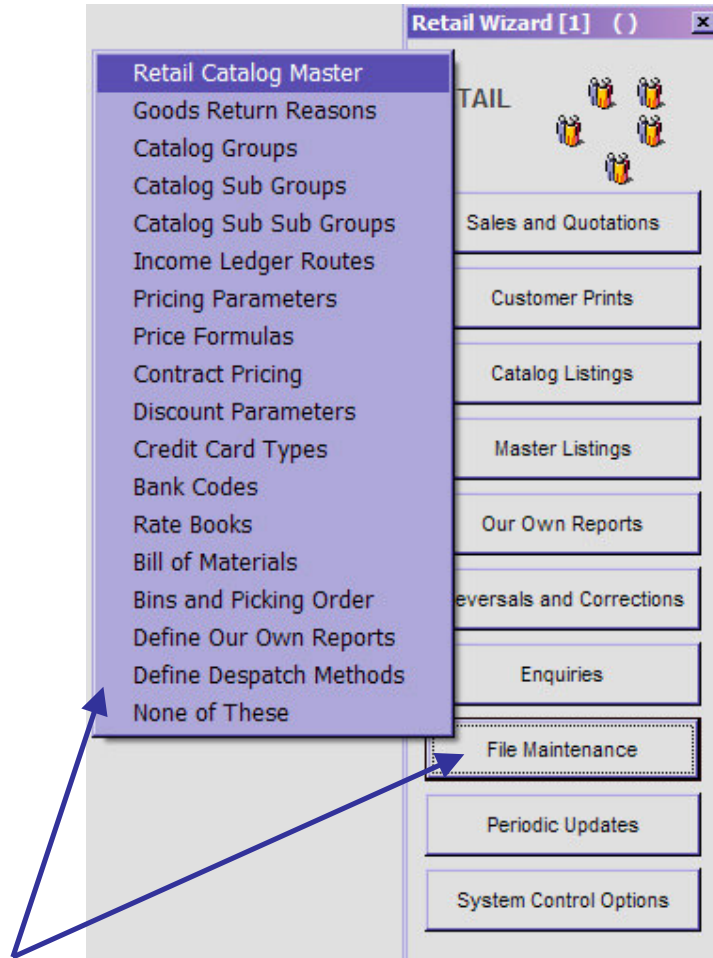 Retail Wizard [1] ( )
TAIL
Retail Catalog Master
Goods Return Reasons
Catalog Groups
Catalog Sub Groups
Catalog Sub Sub Groups
Income Ledger Routes
Pricing Parameters
Price Formulas
Contract Pricing
Discount Parameters
Credit Card Types
Bank Codes
Rate Books
Bill of Materials
Bins and Picking Order
Define Our Own Reports
Define Despatch Methods
None of These
Sales and Quotations
Customer Prints
Catalog Listings
Master Listings
Our Own Reports
eversals and Corrections
Enquiries
File Maintenance
Periodic Updates
System Control Options